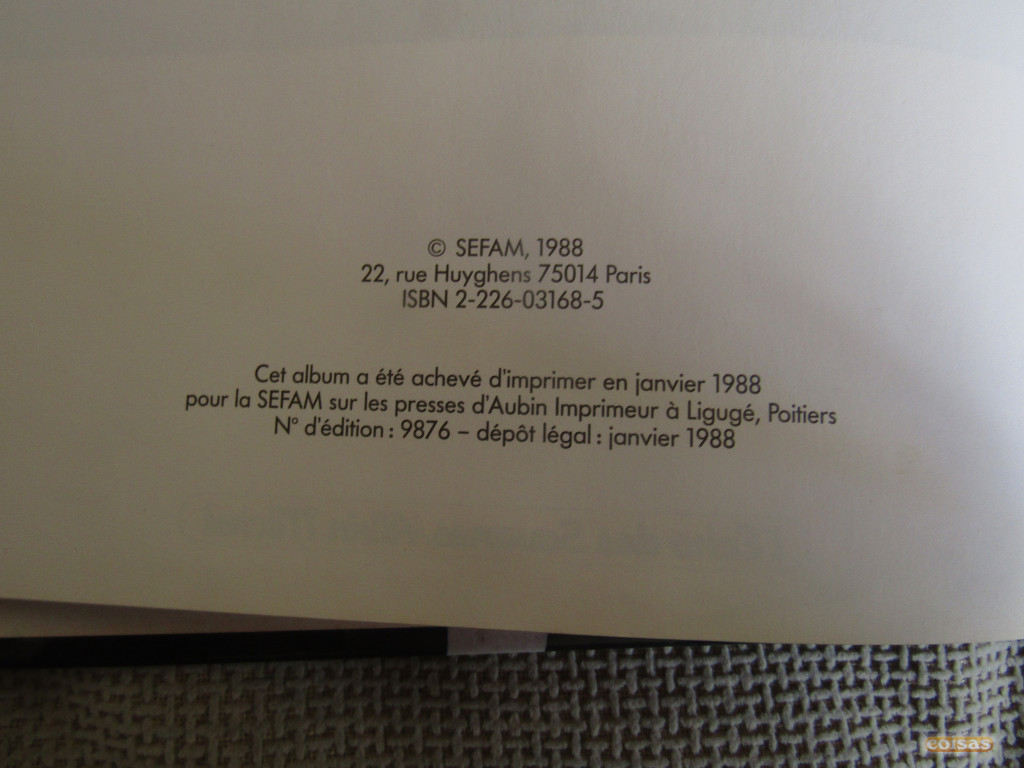 © SEFAM, 1988
22, rue Huyghens 75014 Paris
ISBN 2-226-03168-5
Cet album a été achevé d'imprimer en janvier 1988
pour la SEFAM sur les presses d'Aubin Imprimeur à Ligugé, Poitiers
N° d'édition : 9876 – dépôt légal : janvier 1988
coisas